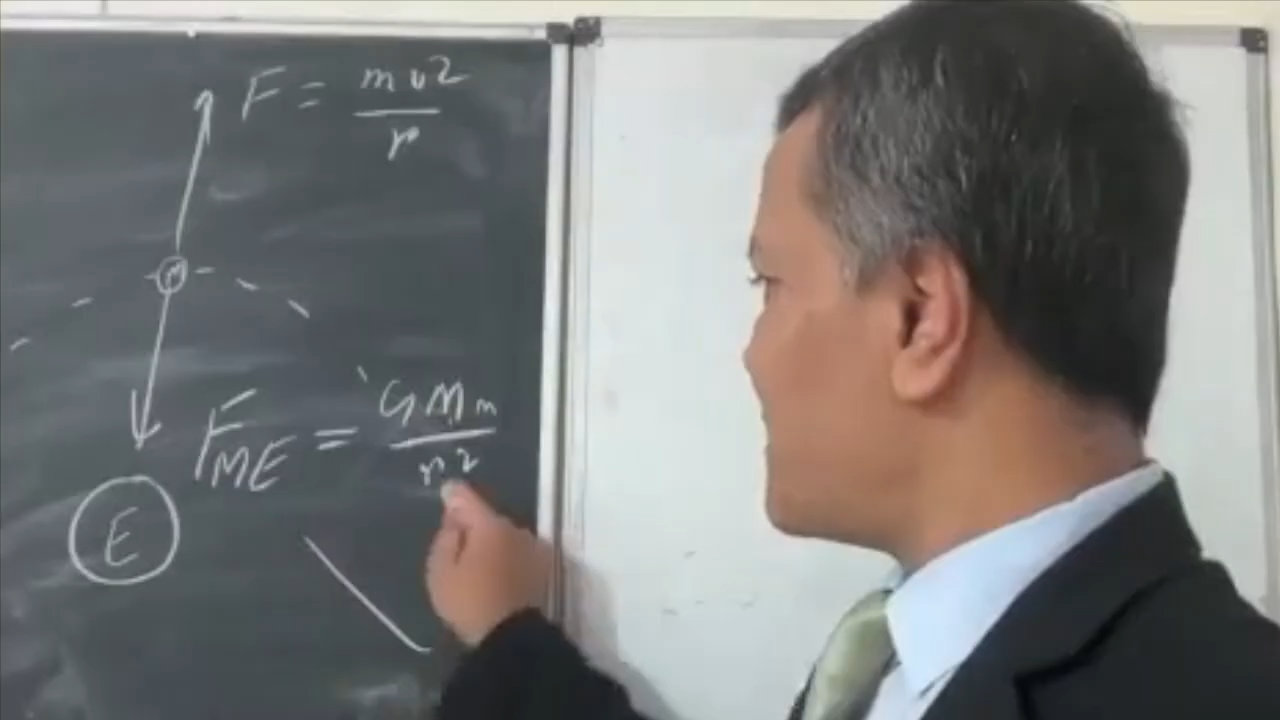 F = mv²/r
M
F_ME = GMm/r²
E